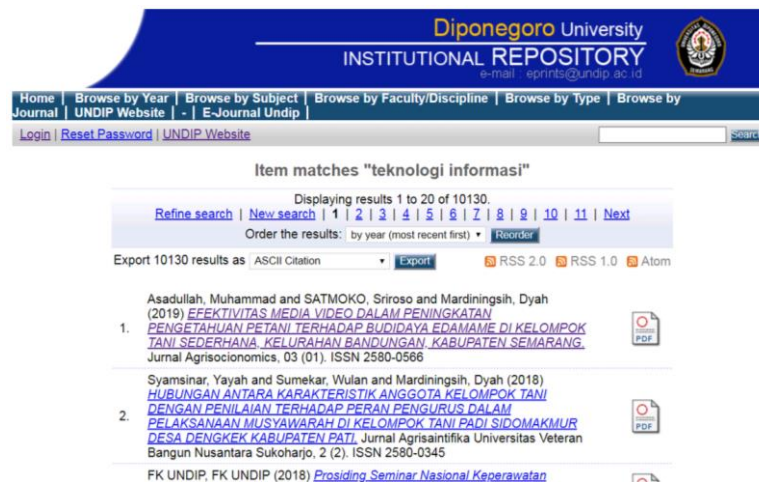 Diponegoro University
INSTITUTIONAL REPOSITORY
e-mail : eprints@undip.ac.id
Home | Browse by Year | Browse by Subject | Browse by Faculty/Discipline | Browse by Type | Browse by
Journal | UNDIP Website | - | E-Journal Undip |
Login | Reset Password | UNDIP Website
Search
Item matches "teknologi informasi"
Displaying results 1 to 20 of 10130.
Refine search | New search | 1 | 2 | 3 | 4 | 5 | 6 | 7 | 8 | 9 | 10 | 11 | Next
Order the results: by year (most recent first) Reorder
Export 10130 results as ASCII Citation Export RSS 2.0 RSS 1.0 Atom
Asadullah, Muhammad and SATMOKO, Sriroso and Mardiningsih, Dyah
(2019) EFEKTIVITAS MEDIA VIDEO DALAM PENINGKATAN
1. PENGETAHUAN PETANI TERHADAP BUDIDAYA EDAMAME DI KELOMPOK
PDF
TANI SEDERHANA, KELURAHAN BANDUNGAN, KABUPATEN SEMARANG.
Jurnal Agrisocionomics, 03 (01). ISSN 2580-0566
Syamsinar, Yayah and Sumekar, Wulan and Mardiningsih, Dyah (2018)
HUBUNGAN ANTARA KARAKTERISTIK ANGGOTA KELOMPOK TANI
2. DENGAN PENILAIAN TERHADAP PERAN PENGURUS DALAM
PELAKSANAAN MUSYAWARAH DI KELOMPOK TANI PADI SIDOMAKMUR
PDF
DESA DENGKEK KABUPATEN PATI. Jurnal Agrisaintifika Universitas Veteran
Bangun Nusantara Sukoharjo, 2 (2). ISSN 2580-0345
FK UNDIP, FK UNDIP (2018) Prosiding Seminar Nasional Keperawatan